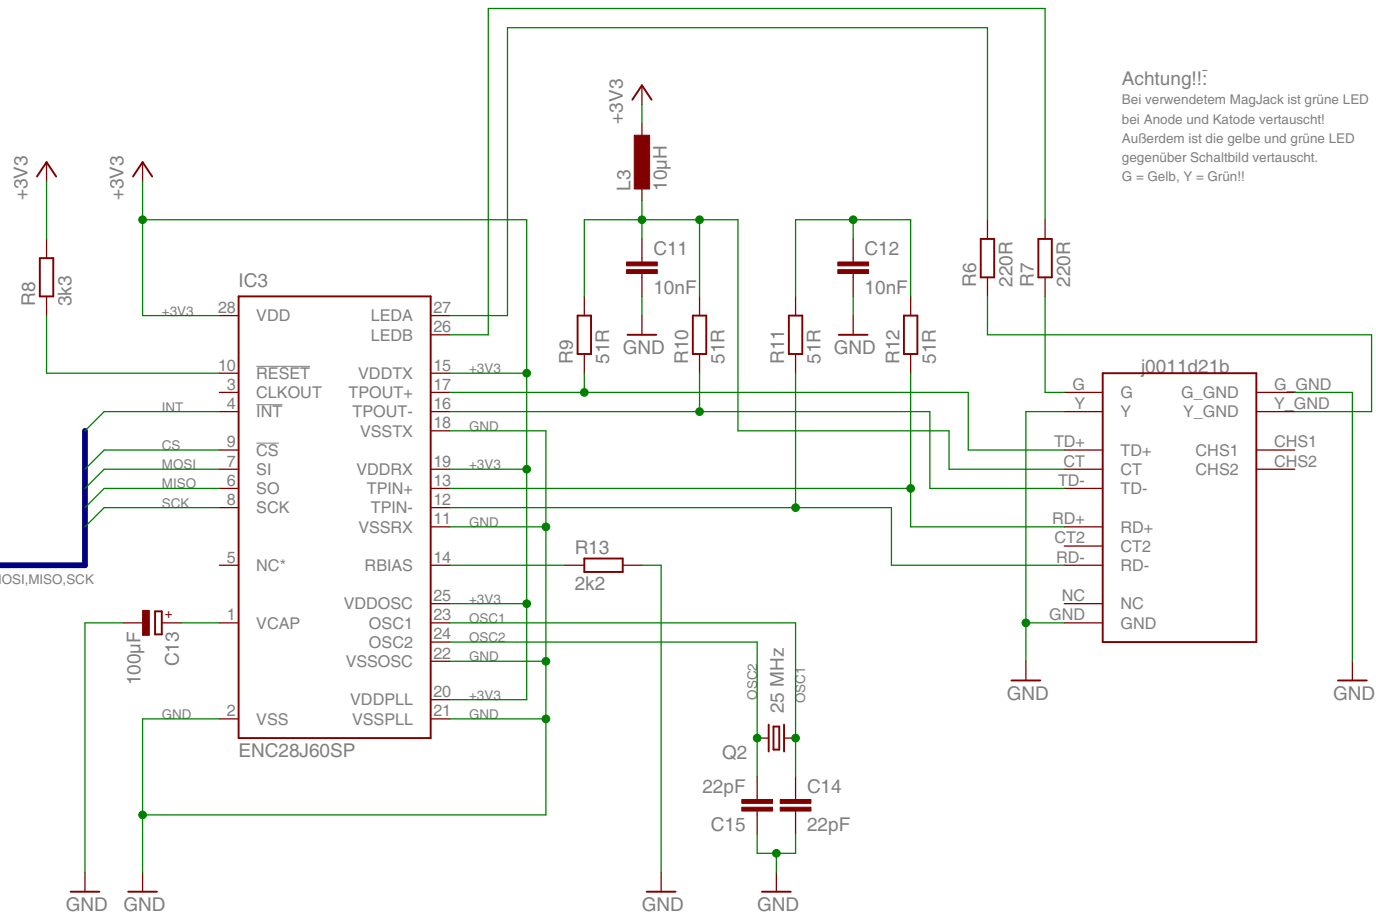 Achtung!!:
Bei verwendetem MagJack ist grüne LED
bei Anode und Katode vertauscht!
Außerdem ist die gelbe und grüne LED
gegenüber Schaltbild vertauscht.
G = Gelb, Y = Grün!!
+3V3
+3V3
+3V3
L3
10µH
R8
3k3
C11
10nF
GND
R9
51R
R10
51R
C12
10nF
GND
R11
51R
R12
51R
R6
220R
R7
220R
IC3
+3V3
28
VDD
10
RESET
3
CLKOUT
INT
4
INT
CS
9
CS
MOSI
7
SI
MISO
6
SO
SCK
8
SCK
5
NC*
1
VCAP
GND
2
VSS
LEDA
27
LEDB
26
VDDTX
15
+3V3
TPOUT+
17
TPOUT-
16
VSSTX
18
GND
VDDRX
19
+3V3
TPIN+
13
TPIN-
12
VSSRX
11
GND
RBIAS
14
VDDOSC
25
+3V3
OSC1
23
OSC1
OSC2
24
OSC2
VSSOSC
22
GND
VDDPLL
20
+3V3
VSSPLL
21
GND
ENC28J60SP
MOSI,MISO,SCK
100µF
C13
R13
2k2
OSC2
25 MHz
OSC1
Q2
22pF
C15
C14
22pF
j0011d21b
G
G
Y
Y
TD+
TD+
CT
CT
TD-
TD-
RD+
RD+
CT2
CT2
RD-
RD-
NC
NC
GND
GND
G_GND
G_GND
Y_GND
Y_GND
CHS1
CHS1
CHS2
CHS2
GND
GND
GND
GND
GND
GND